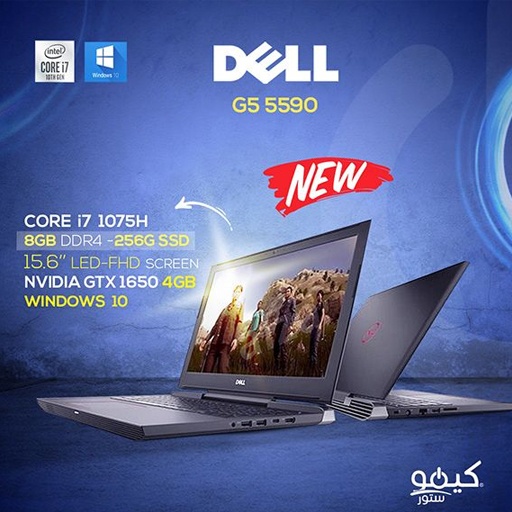 intel
CORE i7
10TH GEN
Windows 10
DELL
G5 5590
NEW
CORE i7 1075H
8GB DDR4 -256G SSD
15.6" LED-FHD SCREEN
NVIDIA GTX 1650 4GB
WINDOWS 10
DELL
كيمو
ستور